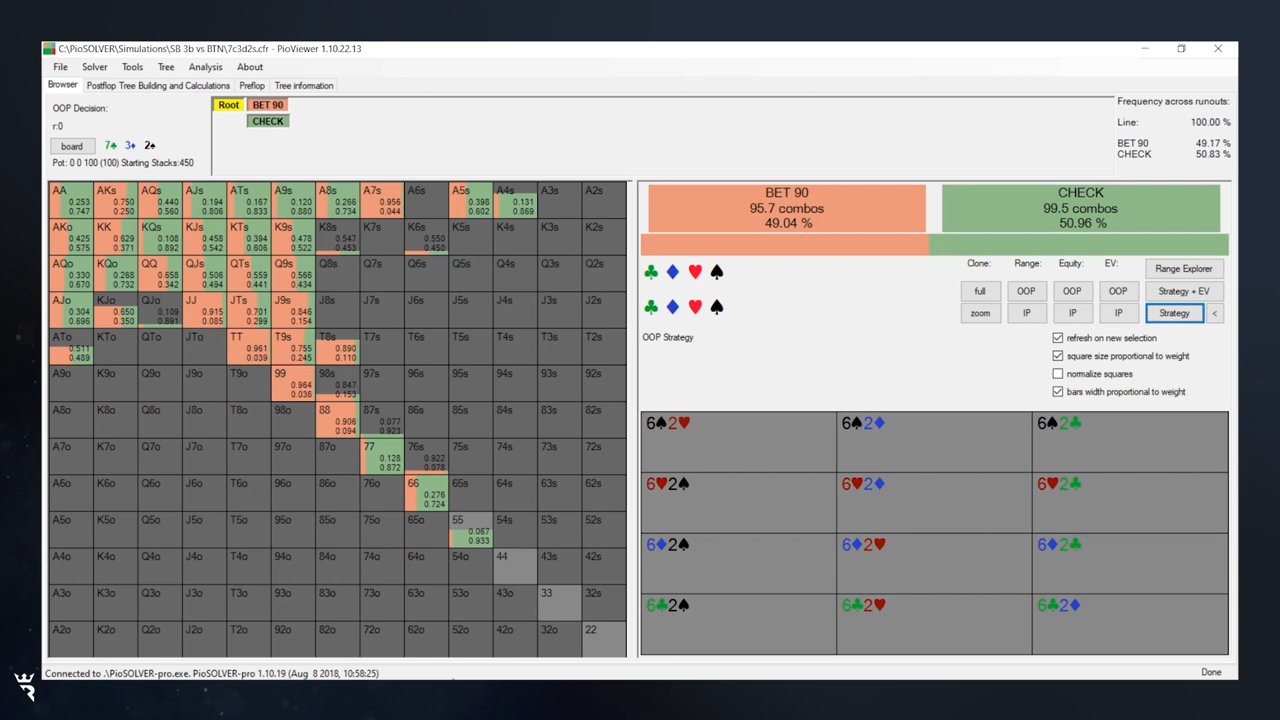 C:\PioSOLVER\Simulations\SB 3b vs BTN\7c3d2s.cfr - PioViewer 1.10.22.13
File Solver Tools Tree Analysis About
Browser Postflop Tree Building and Calculations Preflop Tree information
OOP Decision:
r:0
board 7♣ 3♦ 2♠
Pot: 0 0 100 (100) Starting Stacks:450
Root BET 90
CHECK
Frequency across runouts:
Line: 100.00 %
BET 90 49.17 %
CHECK 50.83 %
AA AKs AQs AJs ATs A9s A8s A7s A6s A5s A4s A3s A2s
0.253 0.750 0.440 0.194 0.167 0.120 0.266 0.956 0.398 0.131
0.747 0.250 0.560 0.806 0.833 0.880 0.734 0.044 0.602 0.869
AKo KK KQs KJs KTs K9s K8s K7s K6s K5s K4s K3s K2s
0.425 0.629 0.108 0.458 0.394 0.478 0.547 0.550
0.575 0.371 0.892 0.542 0.606 0.522 0.453 0.450
AQo KQo QQ QJs QTs Q9s Q8s Q7s Q6s Q5s Q4s Q3s Q2s
0.330 0.268 0.658 0.506 0.559 0.566
0.670 0.732 0.342 0.494 0.441 0.434
AJo KJo QJo JJ JTs J9s J8s J7s J6s J5s J4s J3s J2s
0.304 0.650 0.109 0.915 0.701 0.846
0.696 0.350 0.891 0.085 0.299 0.154
ATo KTo QTo JTo TT T9s T8s T7s T6s T5s T4s T3s T2s
0.511 0.961 0.755 0.890
0.489 0.039 0.245 0.110
A9o K9o Q9o J9o T9o 99 98s 97s 96s 95s 94s 93s 92s
0.964 0.847
0.036 0.153
A8o K8o Q8o J8o T8o 98o 88 87s 86s 85s 84s 83s 82s
0.906 0.077
0.094 0.923
A7o K7o Q7o J7o T7o 97o 87o 77 76s 75s 74s 73s 72s
0.128 0.922
0.872 0.078
A6o K6o Q6o J6o T6o 96o 86o 76o 66 65s 64s 63s 62s
0.276
0.724
A5o K5o Q5o J5o T5o 95o 85o 75o 65o 55 54s 53s 52s
0.067
0.933
A4o K4o Q4o J4o T4o 94o 84o 74o 64o 54o 44 43s 42s
A3o K3o Q3o J3o T3o 93o 83o 73o 63o 53o 43o 33 32s
A2o K2o Q2o J2o T2o 92o 82o 72o 62o 52o 42o 32o 22
BET 90 CHECK
95.7 combos 99.5 combos
49.04 % 50.96 %
♣ ♦ ♥ ♠
♣ ♦ ♥ ♠
Clone: Range: Equity: EV:
full OOP OOP OOP
zoom IP IP IP
Range Explorer
Strategy + EV
Strategy <
OOP Strategy
refresh on new selection
square size proportional to weight
normalize squares
bars width proportional to weight
6♠2♥ 6♠2♦ 6♠2♣
6♥2♠ 6♥2♦ 6♥2♣
6♦2♠ 6♦2♥ 6♦2♣
6♣2♠ 6♣2♥ 6♣2♦
Connected to .\PioSOLVER-pro.exe. PioSOLVER-pro 1.10.19 (Aug 8 2018, 10:58:25)
Done
R